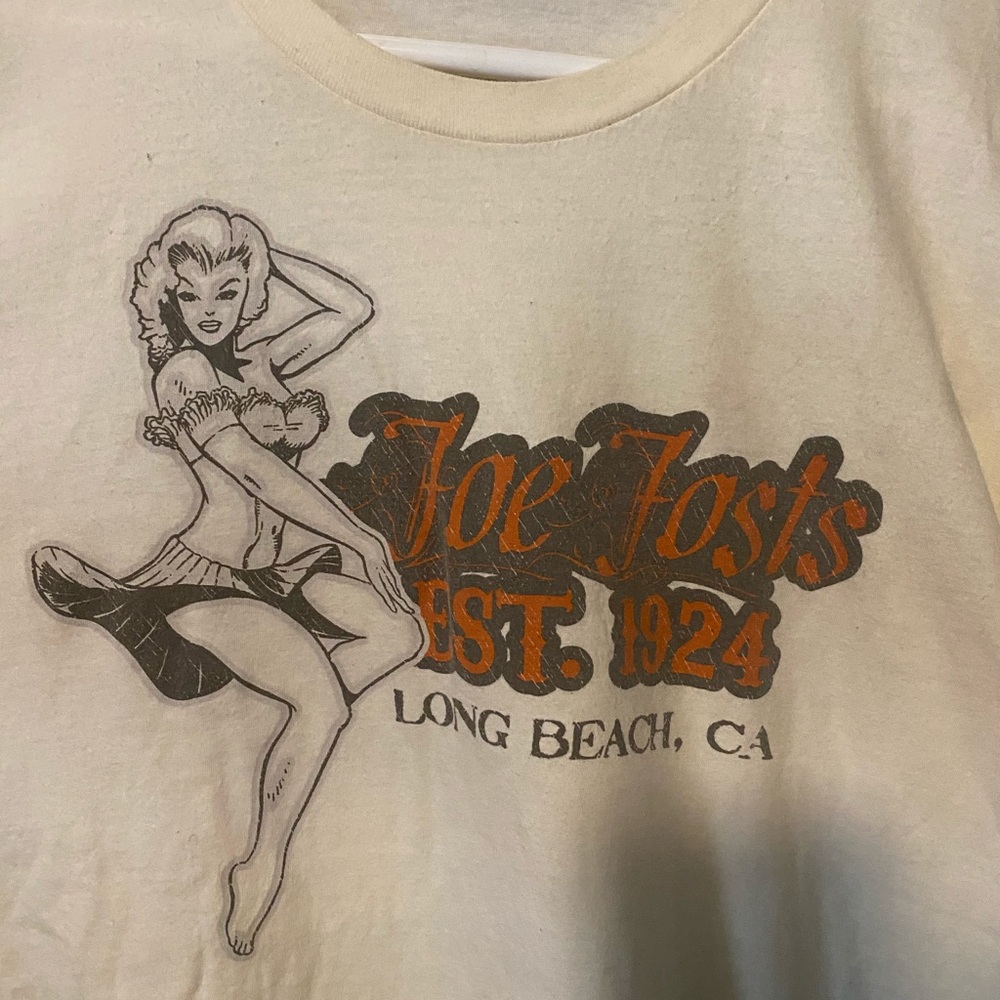 Joe Josts
EST. 1924
LONG BEACH, CA